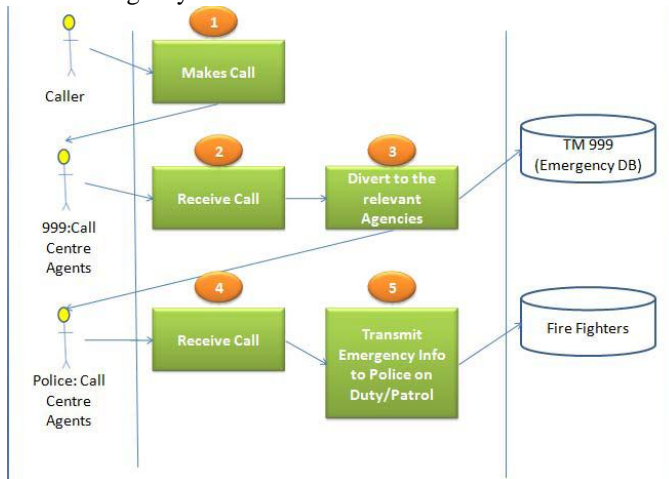 1
Makes Call
Caller
2
3
Receive Call
Divert to the
relevant
Agencies
TM 999
(Emergency DB)
999:Call
Centre
Agents
4
5
Receive Call
Transmit
Emergency Info
to Police on
Duty/Patrol
Fire Fighters
Police: Call
Centre
Agents